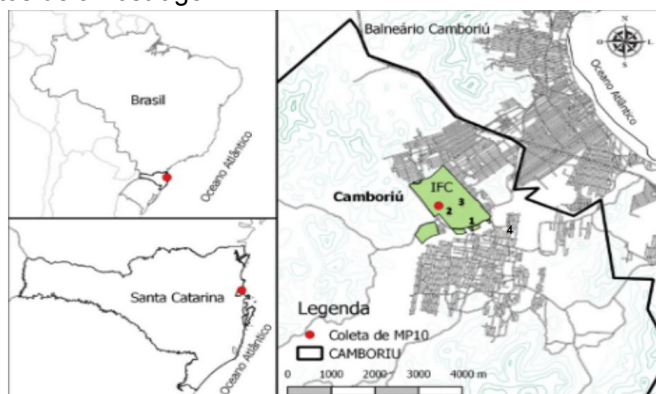 Brasil
Oceano Atlântico
Santa Catarina
Oceano Atlântico
Balneário Camboriú
N
O
L
S
Oceano Atlântico
IFC
Camboriú
3
2
1
4
Legenda
Coleta de MP10
CAMBORIU
0 1000 2000 3000 4000 m